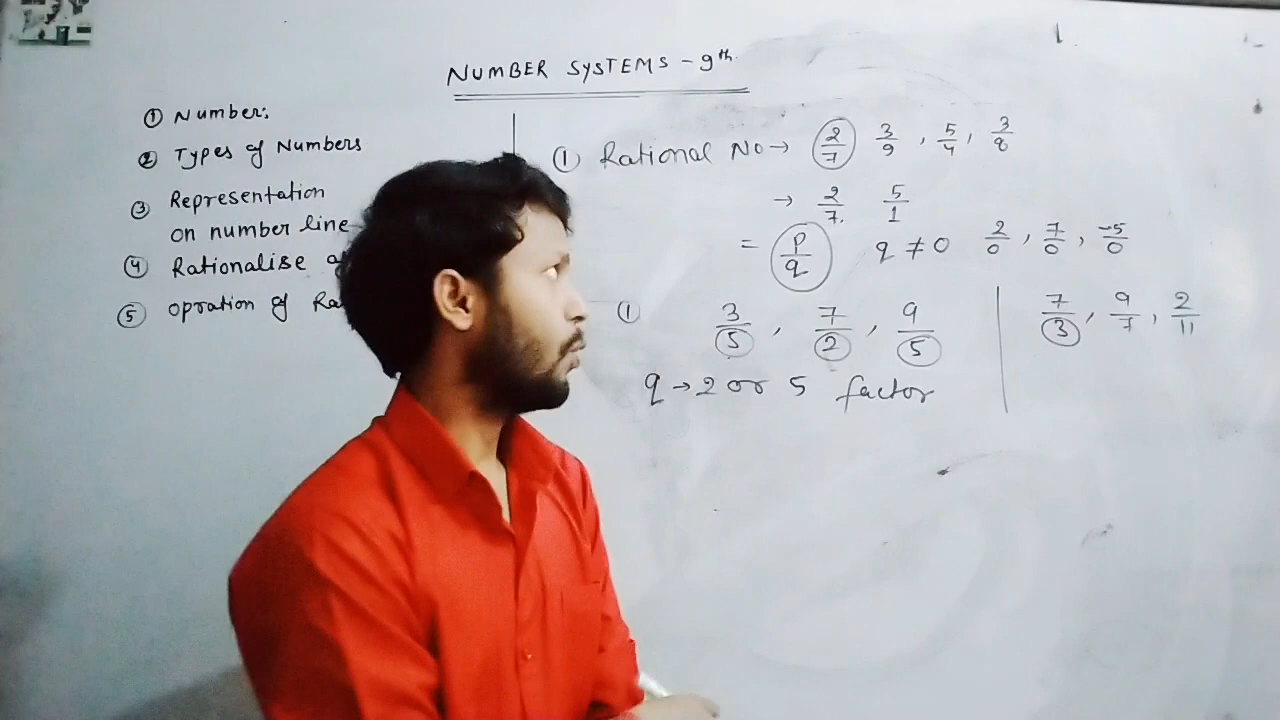 NUMBER SYSTEMS - 9th.
① Number:
② Types of Numbers
③ Representation
on number line
④ Rationalise
⑤ opration of
① Rational No → 2/7 3/9 , 5/4 , 3/8
→ 2/7. 5/1
= p/q q ≠ 0 2/0 , 7/0 , -5/0
① 3/5 , 7/2 , 9/5
7/3 , 9/7 , 2/11
q → 2 or 5 factor